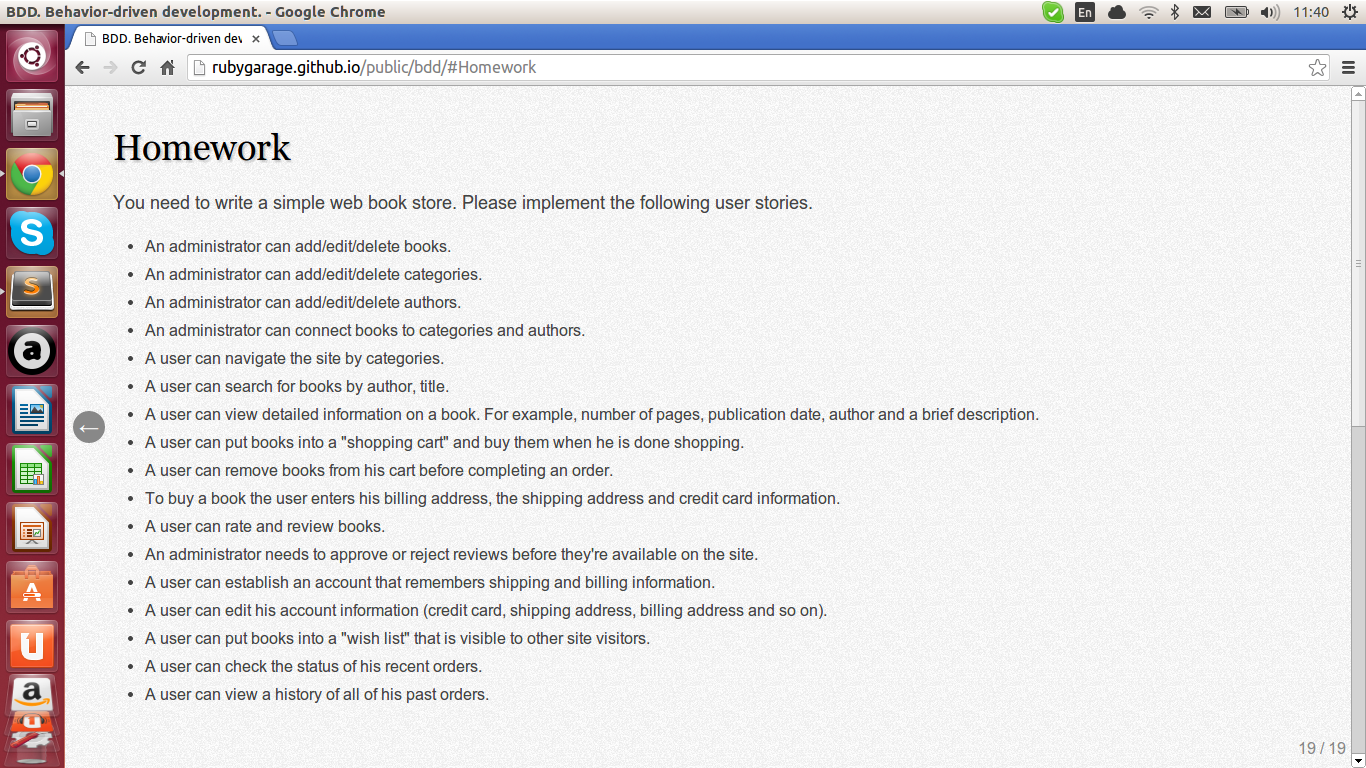 BDD. Behavior-driven development. - Google Chrome
En
11:40
BDD. Behavior-driven dev
rubygarage.github.io/public/bdd/#Homework
Homework
You need to write a simple web book store. Please implement the following user stories.
• An administrator can add/edit/delete books.
• An administrator can add/edit/delete categories.
• An administrator can add/edit/delete authors.
• An administrator can connect books to categories and authors.
• A user can navigate the site by categories.
• A user can search for books by author, title.
• A user can view detailed information on a book. For example, number of pages, publication date, author and a brief description.
• A user can put books into a "shopping cart" and buy them when he is done shopping.
• A user can remove books from his cart before completing an order.
• To buy a book the user enters his billing address, the shipping address and credit card information.
• A user can rate and review books.
• An administrator needs to approve or reject reviews before they're available on the site.
• A user can establish an account that remembers shipping and billing information.
• A user can edit his account information (credit card, shipping address, billing address and so on).
• A user can put books into a "wish list" that is visible to other site visitors.
• A user can check the status of his recent orders.
• A user can view a history of all of his past orders.
19 / 19